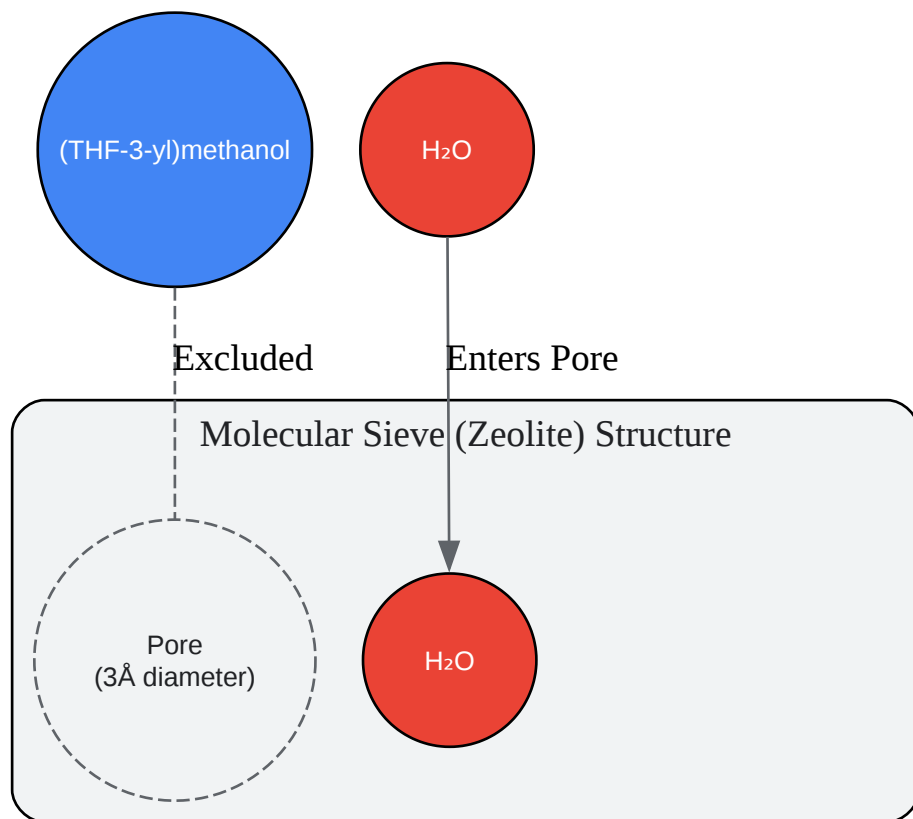 (THF-3-yl)methanol
H₂O
Excluded
Enters Pore
Molecular Sieve (Zeolite) Structure
Pore
(3Å diameter)
H₂O